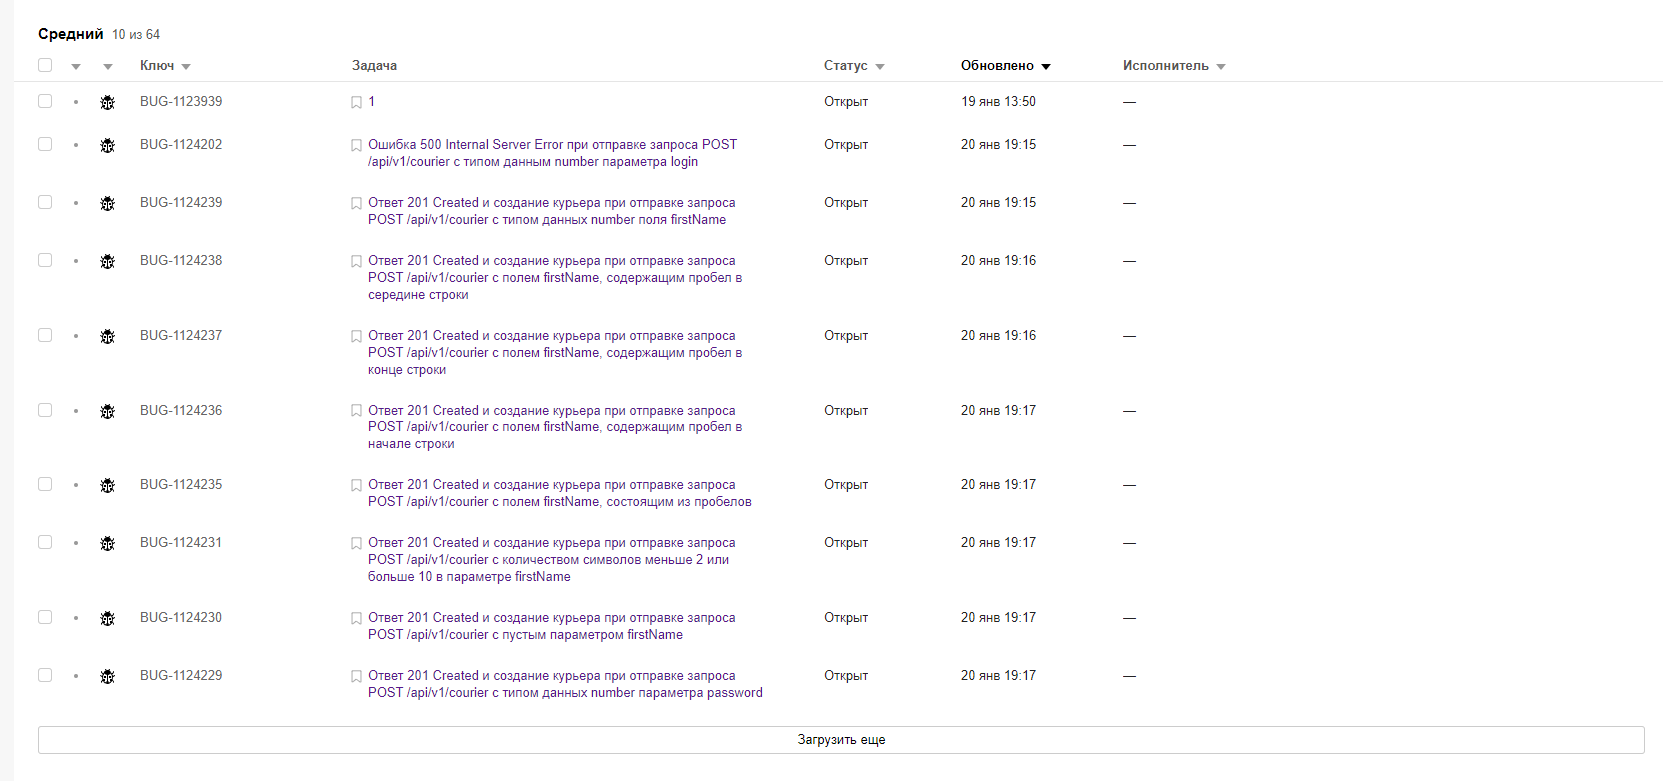 Средний 10 из 64
Ключ Задача Статус Обновлено Исполнитель
BUG-1123939 1 Открыт 19 янв 13:50 —
BUG-1124202 Ошибка 500 Internal Server Error при отправке запроса POST Открыт 20 янв 19:15 —
/api/v1/courier с типом данным number параметра login
BUG-1124239 Ответ 201 Created и создание курьера при отправке запроса Открыт 20 янв 19:15 —
POST /api/v1/courier с типом данных number поля firstName
BUG-1124238 Ответ 201 Created и создание курьера при отправке запроса Открыт 20 янв 19:16 —
POST /api/v1/courier с полем firstName, содержащим пробел в
середине строки
BUG-1124237 Ответ 201 Created и создание курьера при отправке запроса Открыт 20 янв 19:16 —
POST /api/v1/courier с полем firstName, содержащим пробел в
конце строки
BUG-1124236 Ответ 201 Created и создание курьера при отправке запроса Открыт 20 янв 19:17 —
POST /api/v1/courier с полем firstName, содержащим пробел в
начале строки
BUG-1124235 Ответ 201 Created и создание курьера при отправке запроса Открыт 20 янв 19:17 —
POST /api/v1/courier с полем firstName, состоящим из пробелов
BUG-1124231 Ответ 201 Created и создание курьера при отправке запроса Открыт 20 янв 19:17 —
POST /api/v1/courier с количеством символов меньше 2 или
больше 10 в параметре firstName
BUG-1124230 Ответ 201 Created и создание курьера при отправке запроса Открыт 20 янв 19:17 —
POST /api/v1/courier с пустым параметром firstName
BUG-1124229 Ответ 201 Created и создание курьера при отправке запроса Открыт 20 янв 19:17 —
POST /api/v1/courier с типом данных number параметра password
Загрузить еще